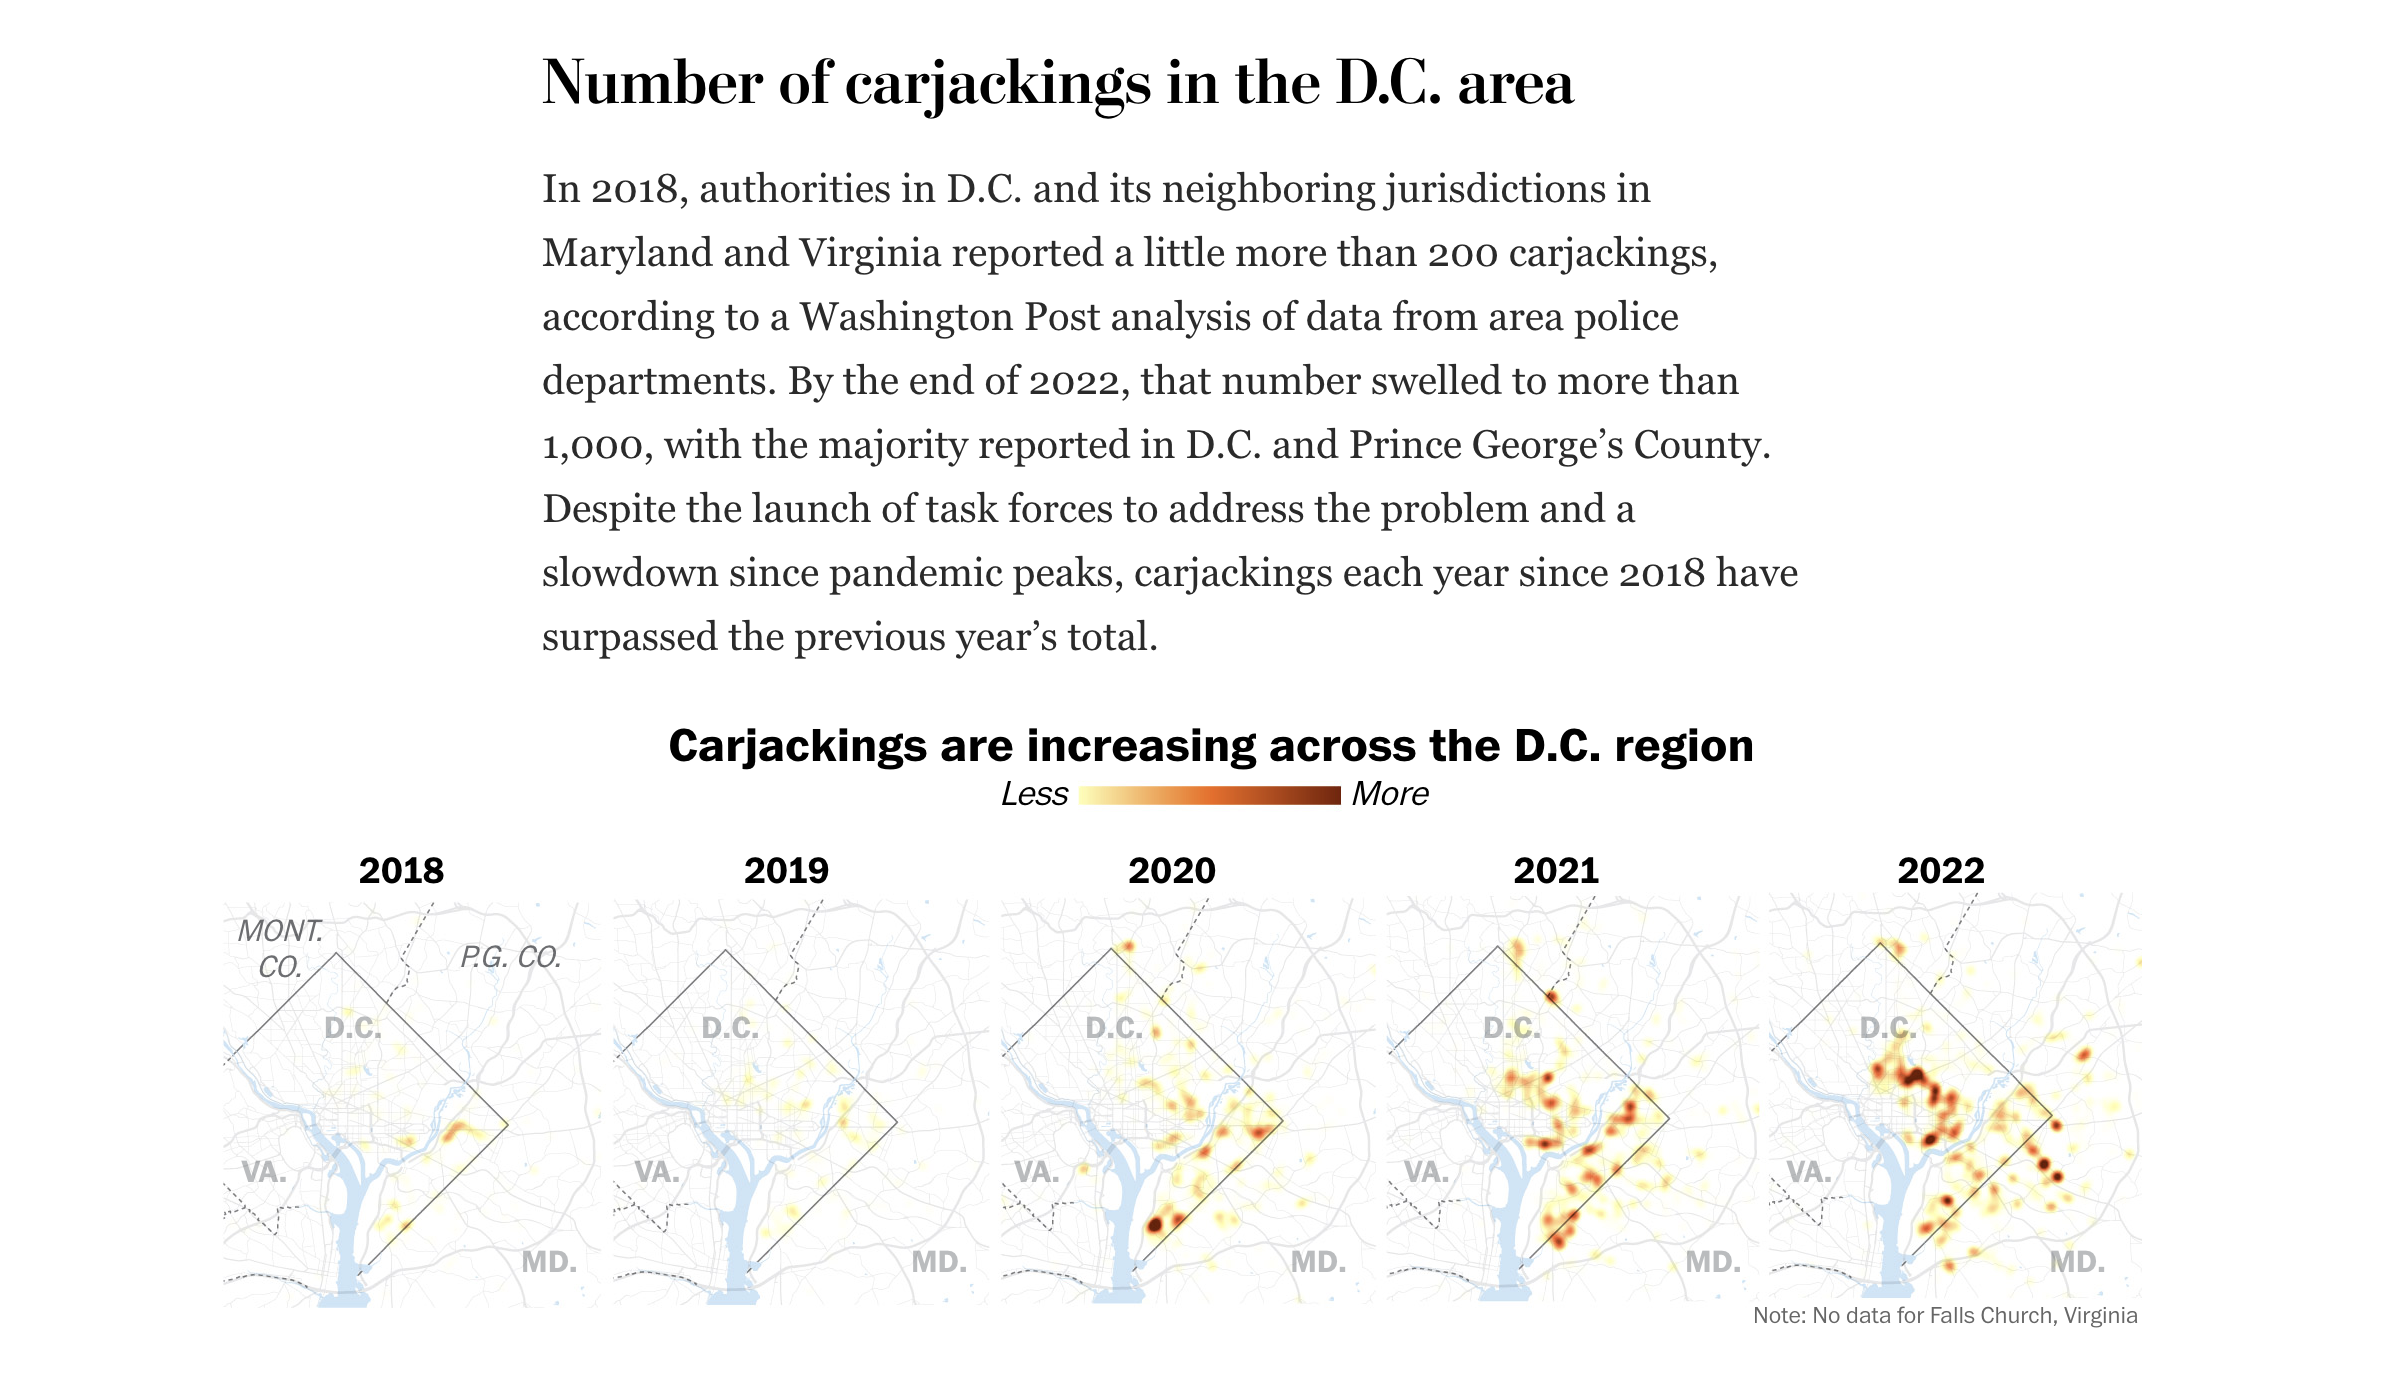 Number of carjackings in the D.C. area
In 2018, authorities in D.C. and its neighboring jurisdictions in
Maryland and Virginia reported a little more than 200 carjackings,
according to a Washington Post analysis of data from area police
departments. By the end of 2022, that number swelled to more than
1,000, with the majority reported in D.C. and Prince George’s County.
Despite the launch of task forces to address the problem and a
slowdown since pandemic peaks, carjackings each year since 2018 have
surpassed the previous year’s total.
Carjackings are increasing across the D.C. region
Less More
2018
2019
2020
2021
2022
MONT.
CO.
P.G. CO.
D.C.
VA.
MD.
D.C.
VA.
MD.
D.C.
VA.
MD.
D.C.
VA.
MD.
D.C.
VA.
MD.
Note: No data for Falls Church, Virginia